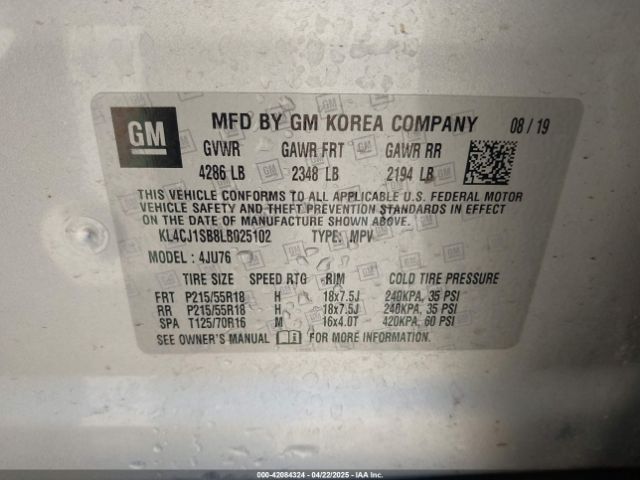 GM MFD BY GM KOREA COMPANY 08 / 19
GVWR GAWR FRT GAWR RR
4286 LB 2348 LB 2194 LB
THIS VEHICLE CONFORMS TO ALL APPLICABLE U.S. FEDERAL MOTOR
VEHICLE SAFETY AND THEFT PREVENTION STANDARDS IN EFFECT
ON THE DATE OF MANUFACTURE SHOWN ABOVE.
KL4CJ1SB8LB025102 TYPE: MPV
MODEL : 4JU76
TIRE SIZE SPEED RTG RIM COLD TIRE PRESSURE
FRT P215/55R18 H 18x7.5J 240KPA, 35 PSI
RR P215/55R18 H 18x7.5J 240KPA, 35 PSI
SPA T125/70R16 M 16x4.0T 420KPA, 60 PSI
SEE OWNER'S MANUAL FOR MORE INFORMATION
000-42084324 - 04/22/2025 - IAA